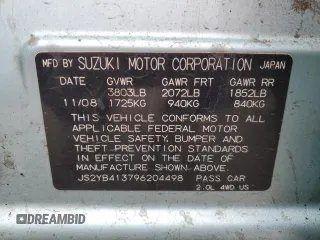 MFD BY SUZUKI MOTOR CORPORATION JAPAN
DATE GVWR GAWR FRT GAWR RR
3803LB 2072LB 1852LB
11/08 1725KG 940KG 840KG
THIS VEHICLE CONFORMS TO ALL
APPLICABLE FEDERAL MOTOR
VEHICLE SAFETY, BUMPER AND
THEFT PREVENTION STANDARDS
IN EFFECT ON THE DATE OF
MANUFACTURE SHOWN ABOVE.
JS2YB413796204498 PASS CAR
2.0L 4WD US
AUTOBIDMASTER